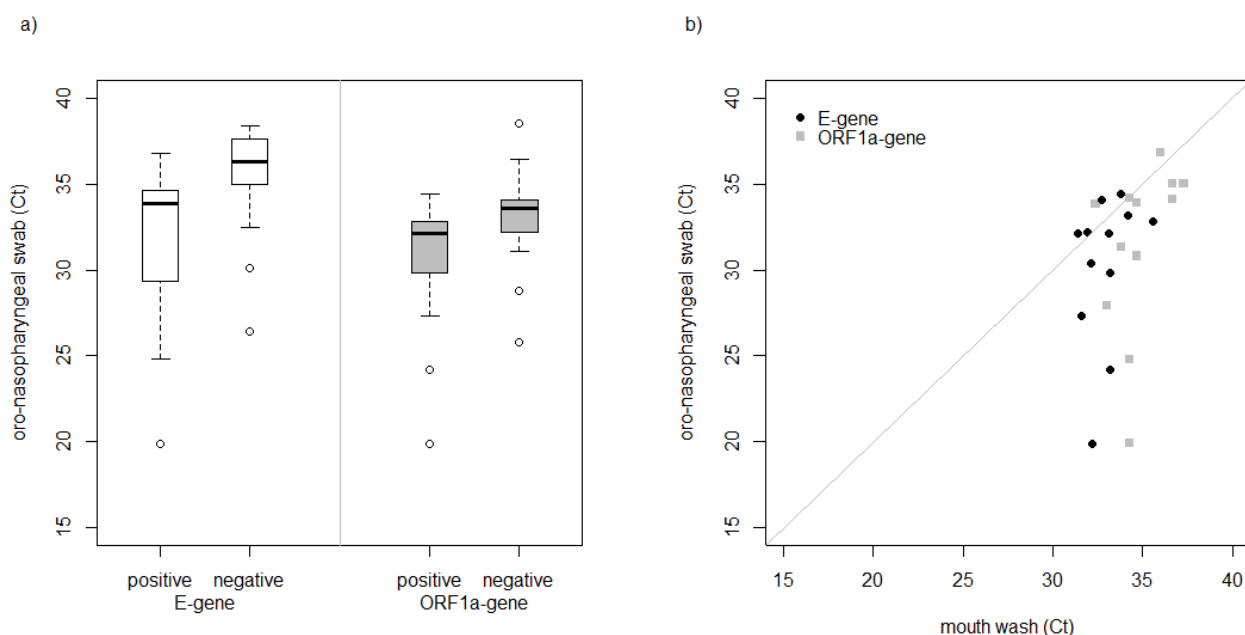 a)
oro-nasopharyngeal swab (Ct)
40
35
30
25
20
15
positive negative positive negative
E-gene ORF1a-gene
b)
oro-nasopharyngeal swab (Ct)
40
35
30
25
20
15
E-gene
ORF1a-gene
15 20 25 30 35 40
mouth wash (Ct)